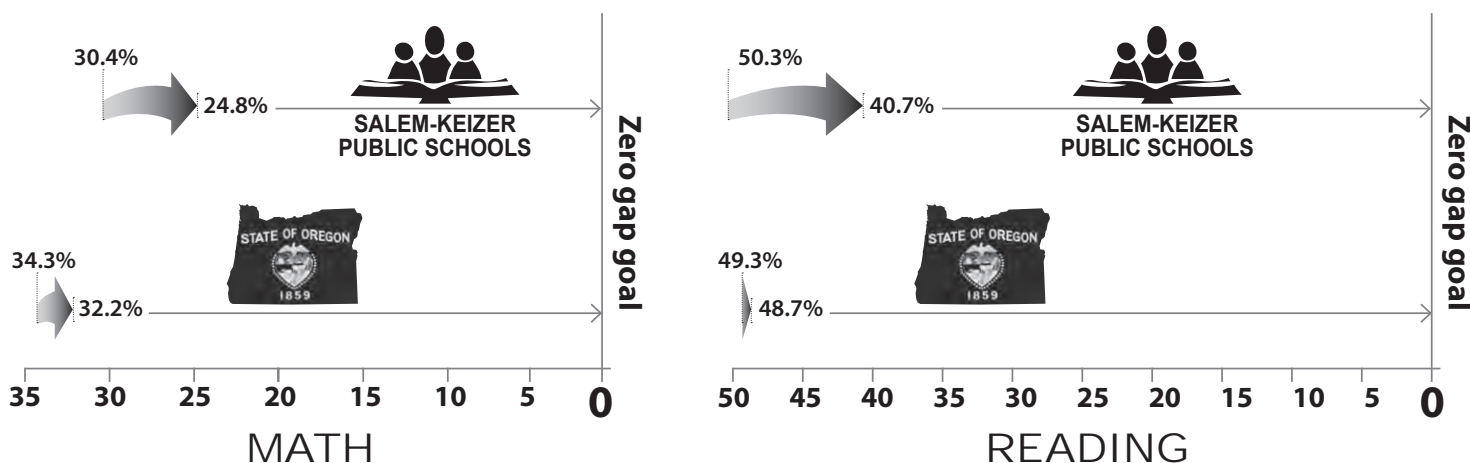 30.4%
24.8%
SALEM-KEIZER
PUBLIC SCHOOLS
34.3%
32.2%
STATE OF OREGON
1859
Zero gap goal
35 30 25 20 15 10 5 0
MATH
50.3%
40.7%
SALEM-KEIZER
PUBLIC SCHOOLS
49.3%
48.7%
STATE OF OREGON
1859
Zero gap goal
50 45 40 35 30 25 20 15 10 5 0
READING